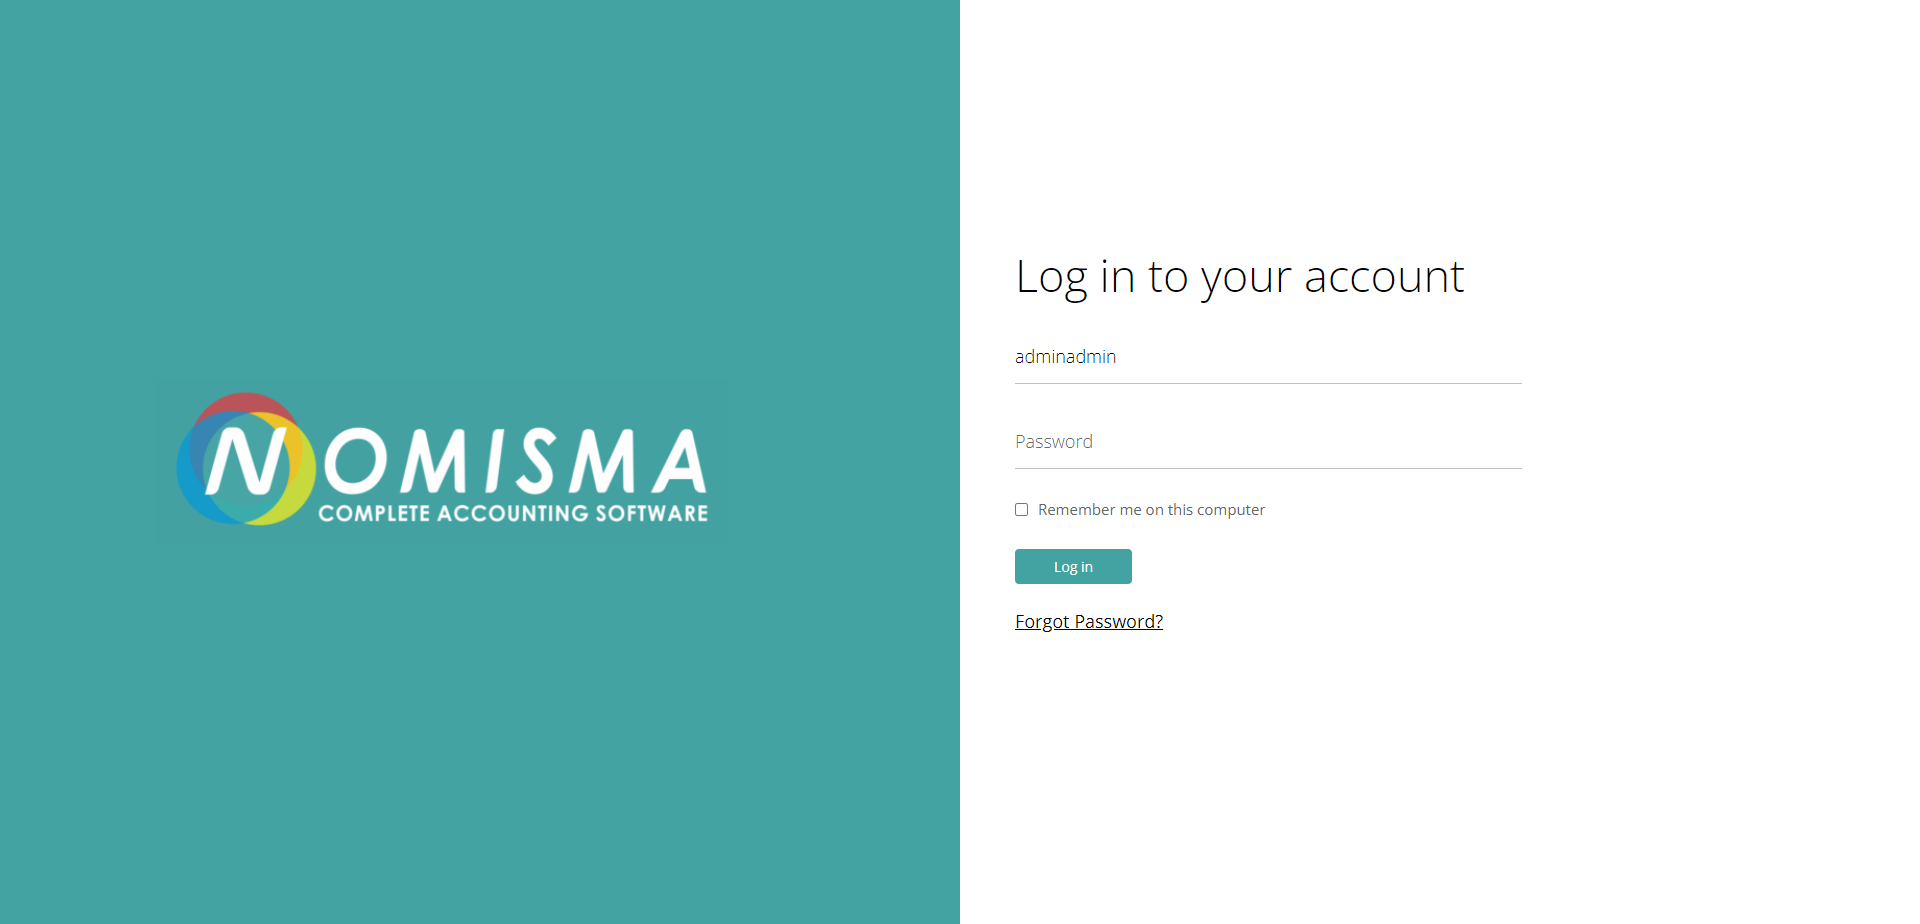 NOMISMA
COMPLETE ACCOUNTING SOFTWARE
Log in to your account
adminadmin
Password
Remember me on this computer
Log in
Forgot Password?